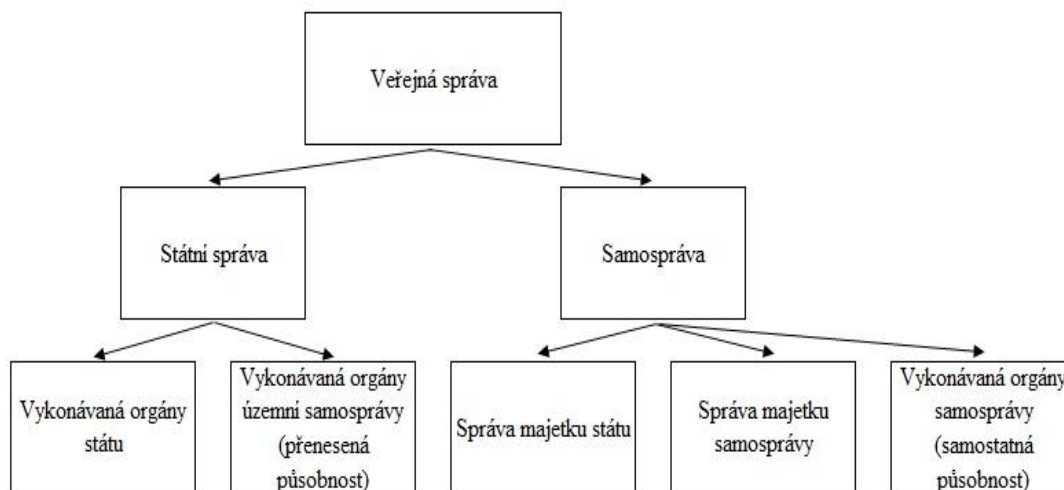 Veřejná správa
Státni správa
Samospráva
Vykonávaná orgány
státu
Vykonávaná orgány
územní samosprávy
(přenesená
působnost)
Správa majetku státu
Správa majetku
samosprávy
Vykonávaná orgány
samosprávy
(samostatná
působnost)